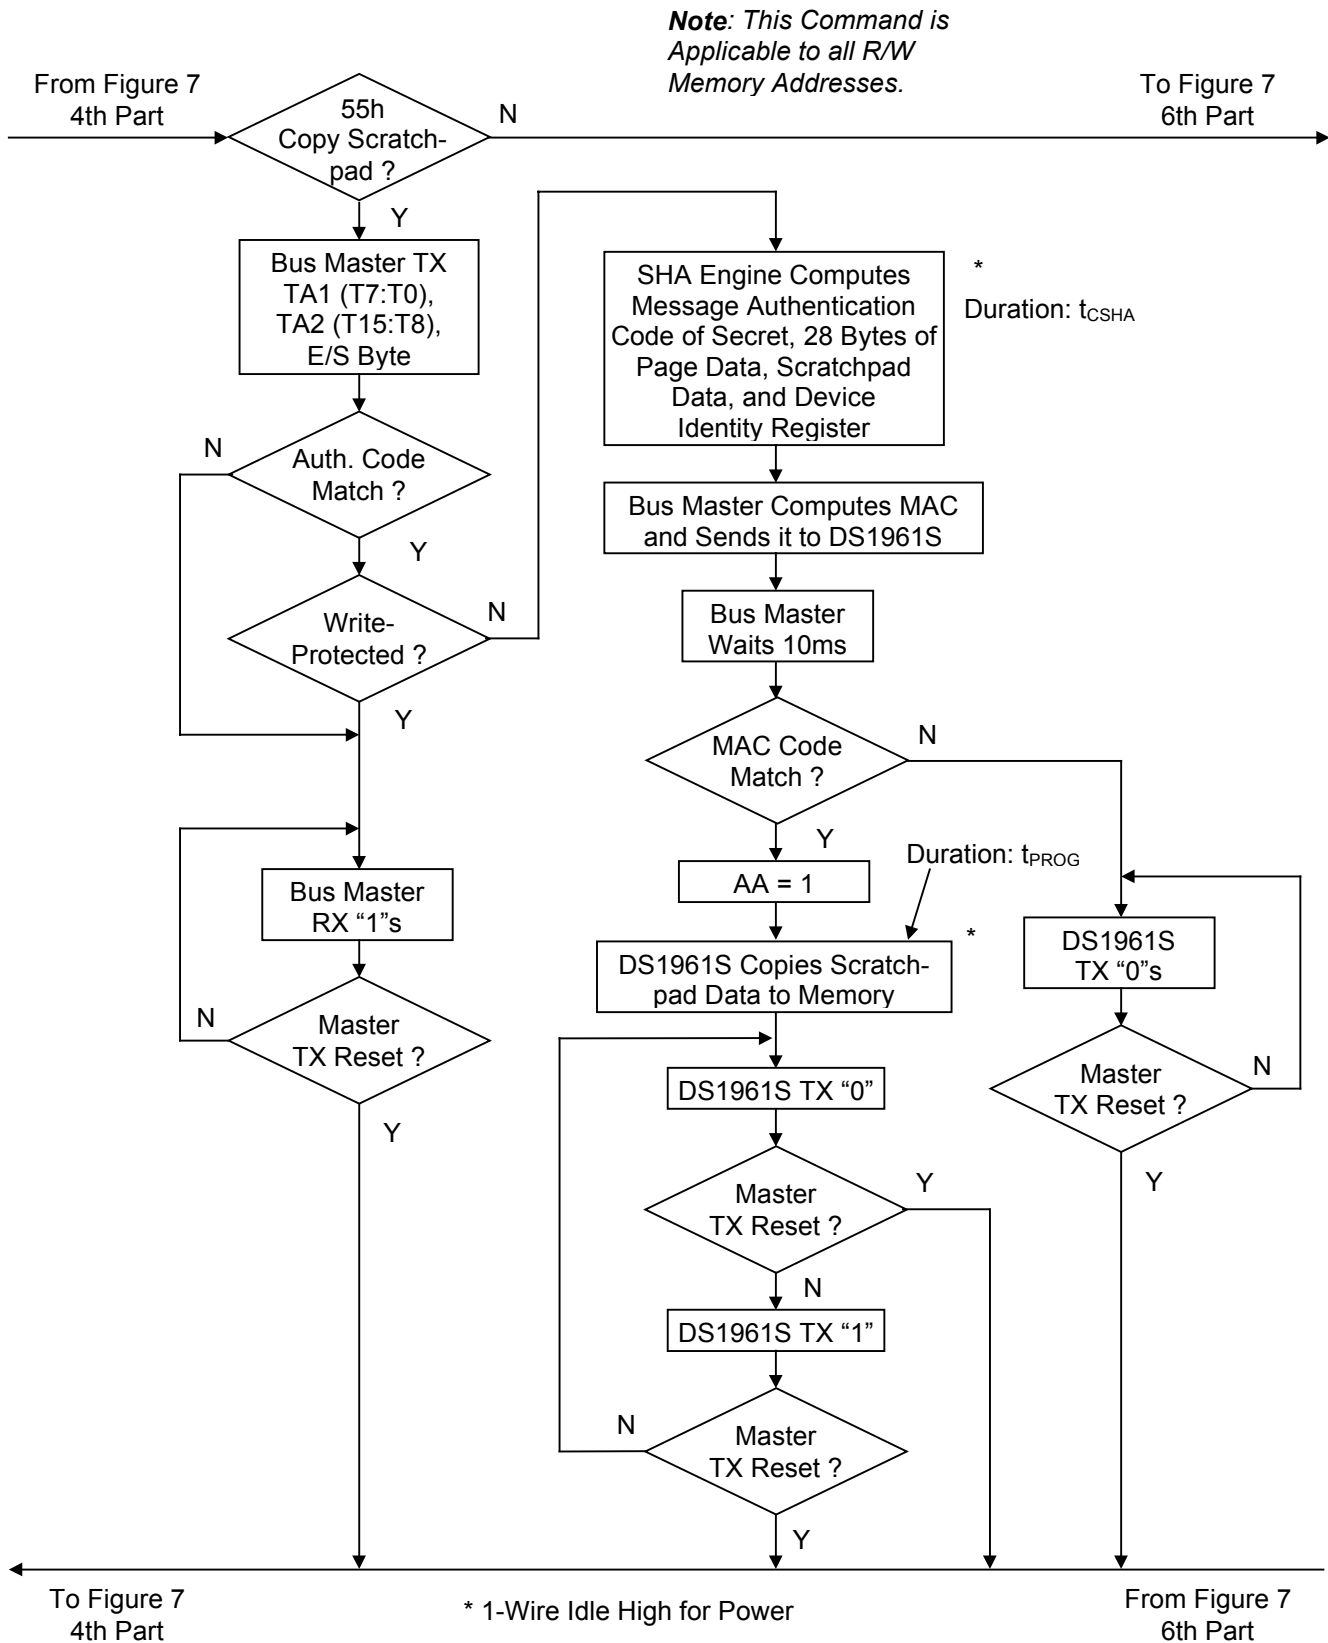 Note: This Command is
Applicable to all R/W
Memory Addresses.
From Figure 7
4th Part
55h
Copy Scratch-
pad ?
N
To Figure 7
6th Part
Y
Bus Master TX
TA1 (T7:T0),
TA2 (T15:T8),
E/S Byte
N
Auth. Code
Match ?
Y
Write-
Protected ?
N
Y
Bus Master
RX “1”s
N
Master
TX Reset ?
Y
SHA Engine Computes
Message Authentication
Code of Secret, 28 Bytes of
Page Data, Scratchpad
Data, and Device
Identity Register
*
Duration: tCSHA
Bus Master Computes MAC
and Sends it to DS1961S
Bus Master
Waits 10ms
MAC Code
Match ?
N
Y
AA = 1
Duration: tPROG
*
DS1961S Copies Scratch-
pad Data to Memory
DS1961S TX “0”
Master
TX Reset ?
Y
N
DS1961S TX “1”
N
Master
TX Reset ?
Y
DS1961S
TX “0”s
Master
TX Reset ?
N
Y
To Figure 7
4th Part
* 1-Wire Idle High for Power
From Figure 7
6th Part